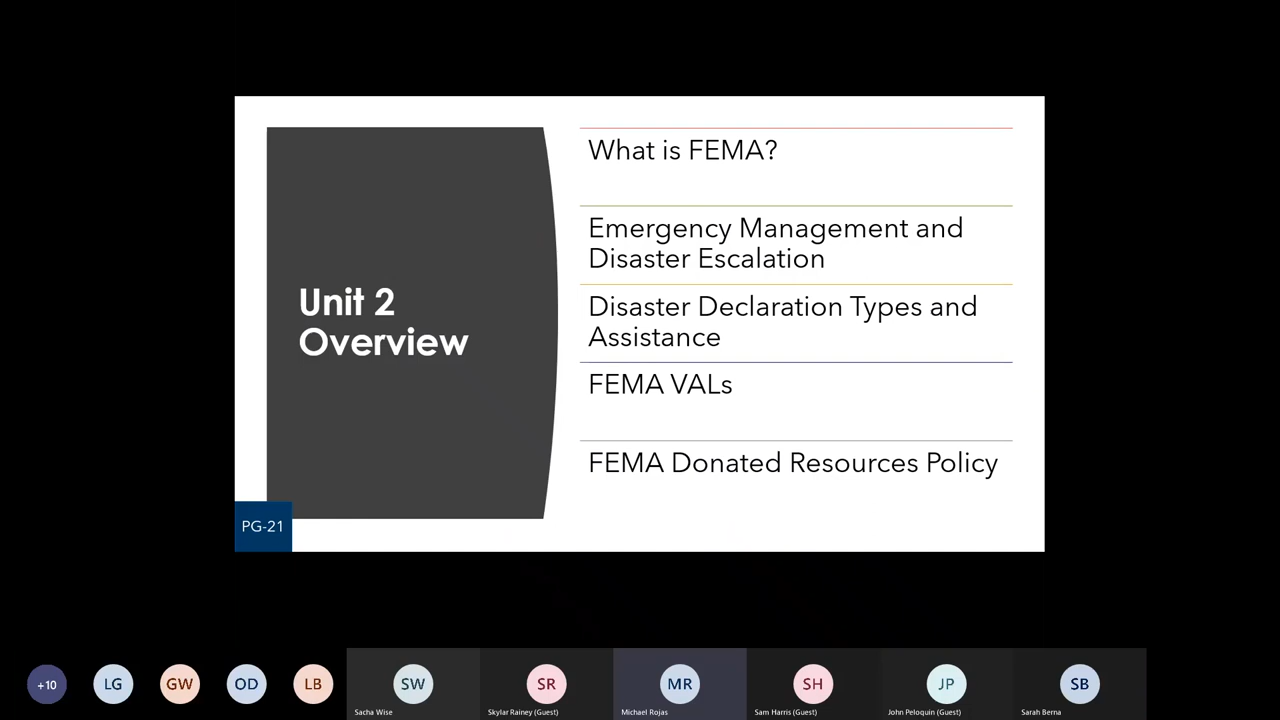 What is FEMA?
Emergency Management and
Disaster Escalation
Unit 2
Overview
Disaster Declaration Types and
Assistance
FEMA VALs
FEMA Donated Resources Policy
PG-21
+10
LG
GW
OD
LB
SW
SR
MR
SH
JP
SB
Sacha Wise
Skylar Rainey (Guest)
Michael Rojas
Sam Harris (Guest)
John Peloquin (Guest)
Sarah Berna